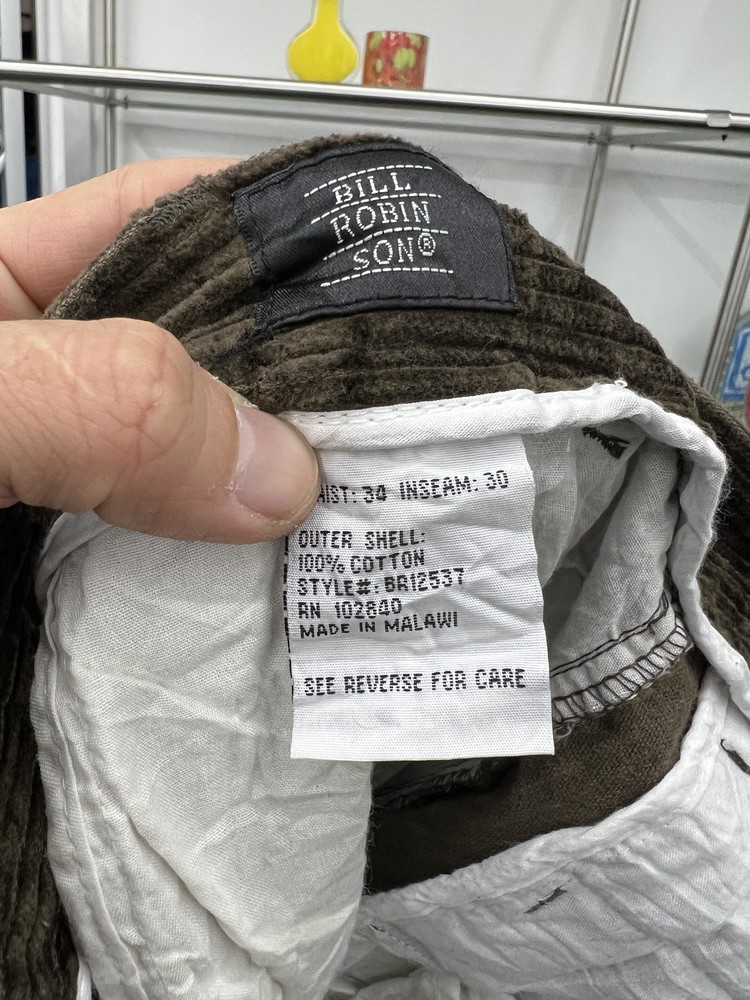 BILL
ROBIN
SON®
IST: 34 INSEAM: 30
OUTER SHELL:
100% COTTON
STYLE#: BR12537
RN 102840
MADE IN MALAWI
SEE REVERSE FOR CARE